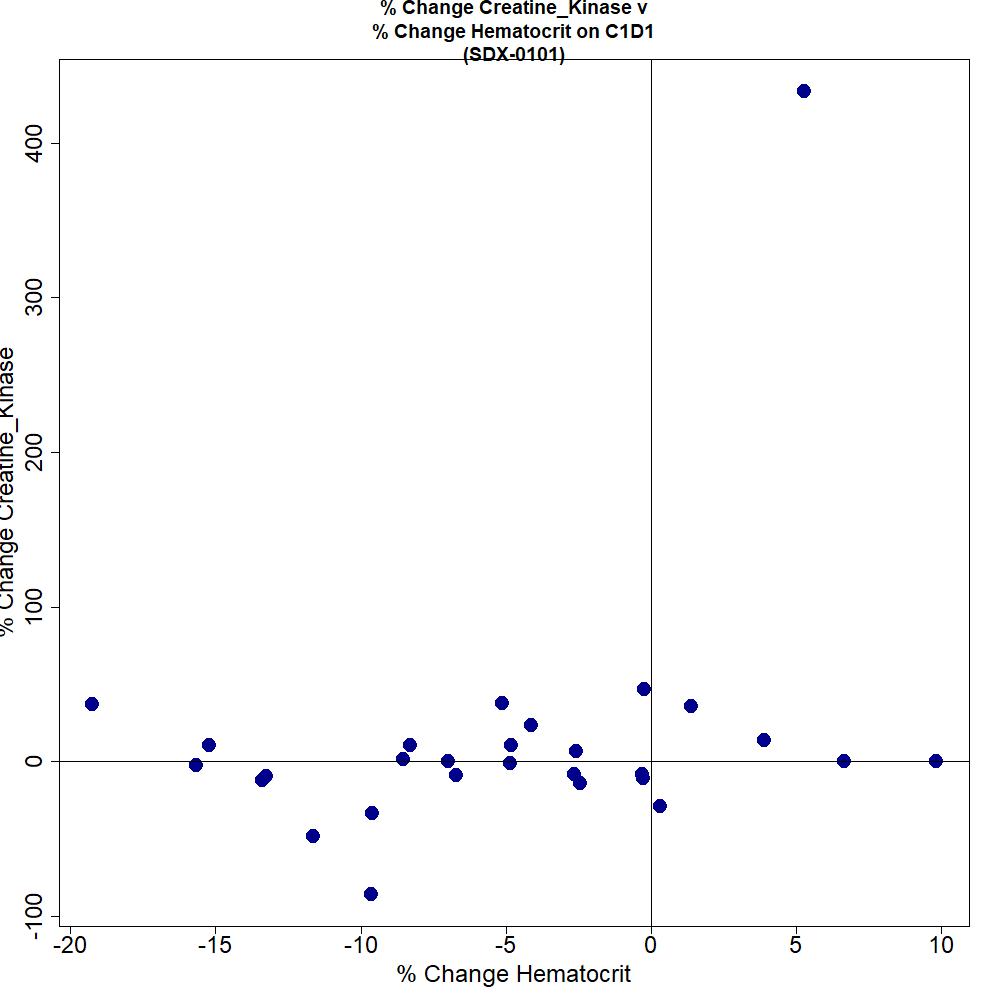 % Change Creatine_Kinase v
% Change Hematocrit on C1D1
(SDX-0101)
% Change Creatine_Kinase
400
300
200
100
0
-100
-20 -15 -10 -5 0 5 10
% Change Hematocrit